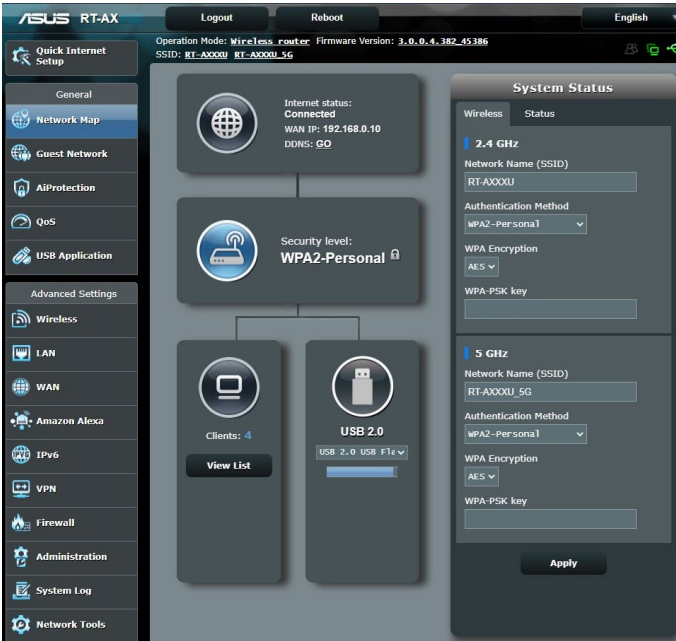 ASUS RT-AX
Logout
Reboot
English
Operation Mode: Wireless router Firmware Version: 3.0.0.4.382_45386
SSID: RT-AXXXU RT-AXXXU_5G
Quick Internet
Setup
General
Network Map
Guest Network
AiProtection
QoS
USB Application
Advanced Settings
Wireless
LAN
WAN
Amazon Alexa
IPv6
VPN
Firewall
Administration
System Log
Network Tools
Internet status:
Connected
WAN IP: 192.168.0.10
DDNS: GO
Security level:
WPA2-Personal
Clients: 4
View List
USB 2.0
USB 2.0 USB Fla
System Status
Wireless Status
2.4 GHz
Network Name (SSID)
RT-AXXXU
Authentication Method
WPA2-Personal
WPA Encryption
AES
WPA-PSK key
5 GHz
Network Name (SSID)
RT-AXXXU_5G
Authentication Method
WPA2-Personal
WPA Encryption
AES
WPA-PSK key
Apply